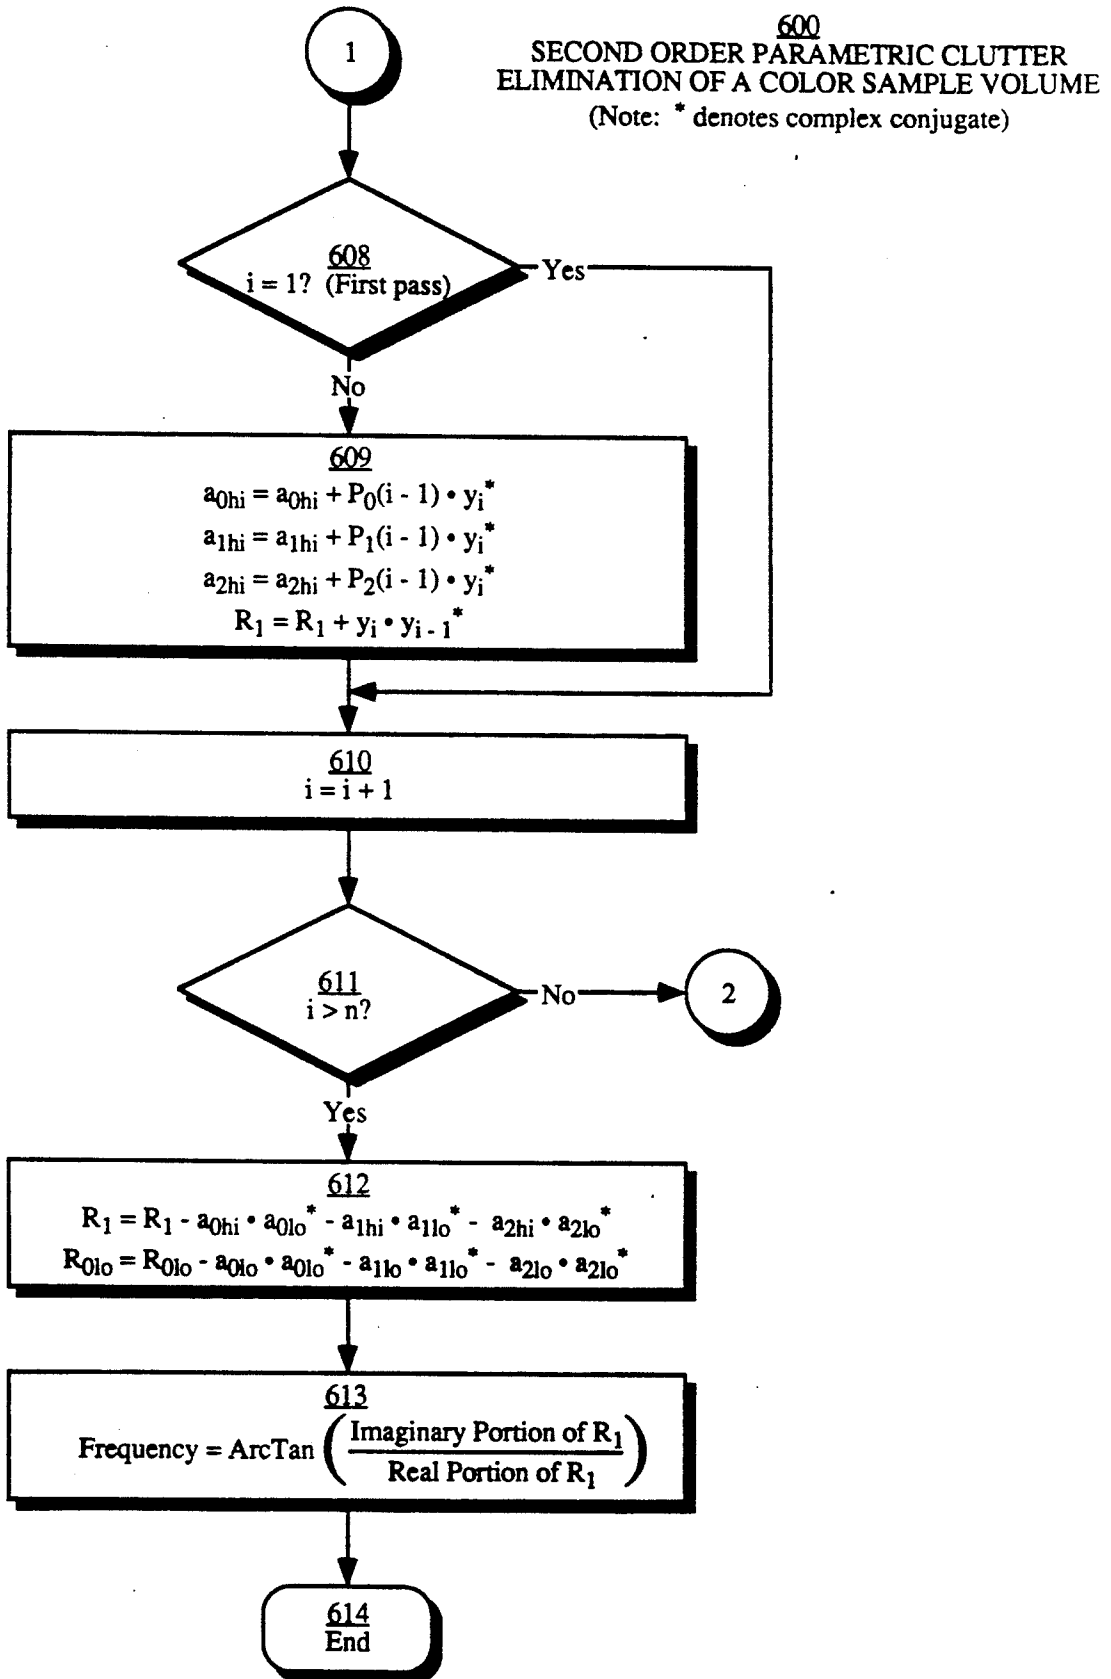 600
SECOND ORDER PARAMETRIC CLUTTER
ELIMINATION OF A COLOR SAMPLE VOLUME
(Note: * denotes complex conjugate)
1
608
i = 1? (First pass)
Yes
No
609
a0hi = a0hi + P0(i - 1) • yi*
a1hi = a1hi + P1(i - 1) • yi*
a2hi = a2hi + P2(i - 1) • yi*
R1 = R1 + yi • yi - 1*
610
i = i + 1
611
i > n?
No
2
Yes
612
R1 = R1 - a0hi • a0lo* - a1hi • a1lo* - a2hi • a2lo*
R0lo = R0lo - a0lo • a0lo* - a1lo • a1lo* - a2lo • a2lo*
613
Frequency = ArcTan ( Imaginary Portion of R1
Real Portion of R1 )
614
End